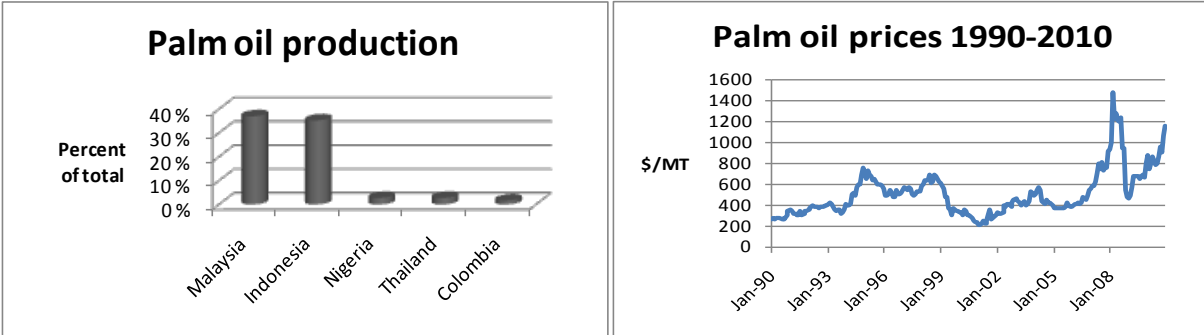 Palm oil production
Percent
of total
40 %
30 %
20 %
10 %
0 %
Malaysia
Indonesia
Nigeria
Thailand
Colombia
Palm oil prices 1990-2010
$/MT
1600
1400
1200
1000
800
600
400
200
0
Jan-90
Jan-93
Jan-96
Jan-99
Jan-02
Jan-05
Jan-08